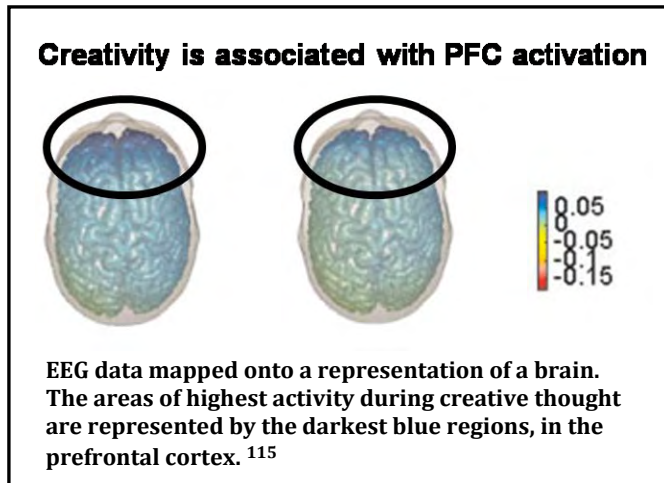 Creativity is associated with PFC activation
0.05
0
-0.05
-0.1
-0.15
EEG data mapped onto a representation of a brain.
The areas of highest activity during creative thought
are represented by the darkest blue regions, in the
prefrontal cortex. 115